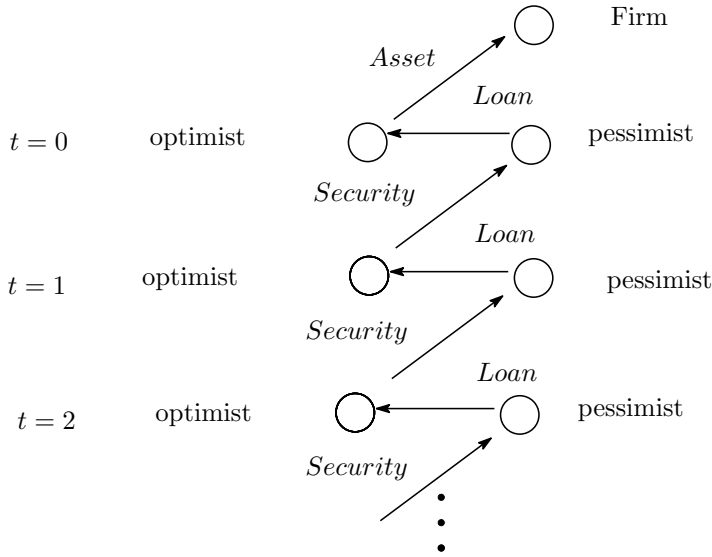 Firm
Asset
Loan
t = 0 optimist pessimist
Security
Loan
t = 1 optimist pessimist
Security
Loan
t = 2 optimist pessimist
Security